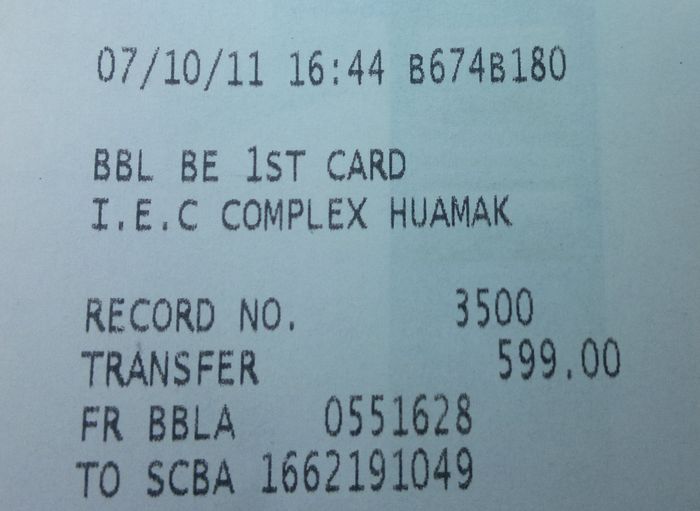 07/10/11 16:44 B674B180
BBL BE 1ST CARD
I.E.C COMPLEX HUAMAK
RECORD NO. 3500
TRANSFER 599.00
FR BBLA 0551628
TO SCBA 1662191049